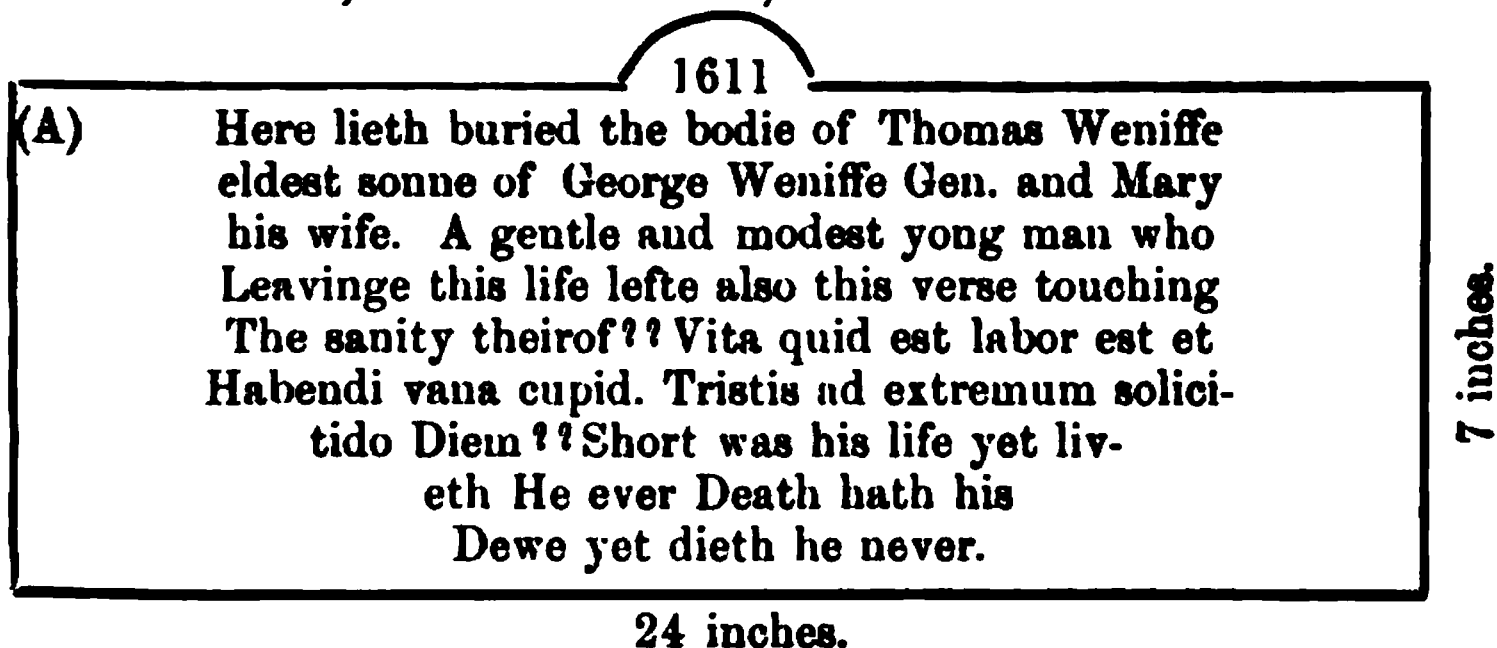 1611
(A) Here lieth buried the bodie of Thomas Weniffe
eldest sonne of George Weniffe Gen. and Mary
his wife. A gentle and modest yong man who
Leavinge this life lefte also this verse touching
The sanity theirof?? Vita quid est labor est et
Habendi vana cupid. Tristis ad extremum solici-
tido Diem??Short was his life yet liv-
eth He ever Death hath his
Dewe yet dieth he never.
7 inches.
24 inches.